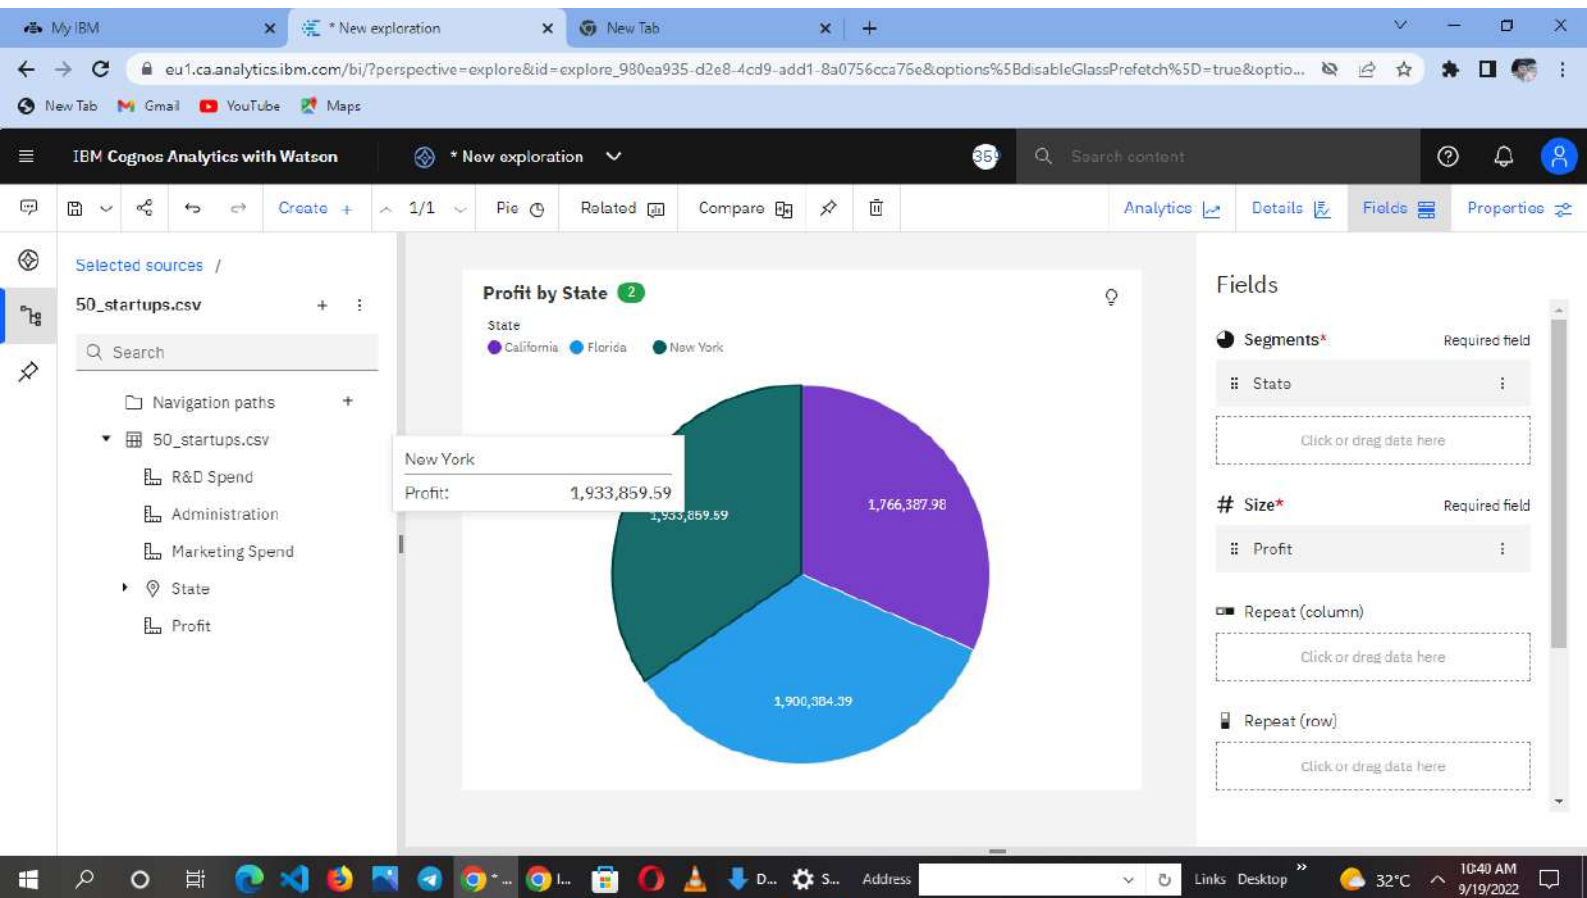 My IBM
* New exploration
New Tab
eu1.ca.analytics.ibm.com/bi/?perspective=explore&id=explore_980ea935-d2e8-4cd9-add1-8a0756cca76e&options%5BdisableGlassPrefetch%5D=true&optio...
New Tab
Gmail
YouTube
Maps
IBM Cognos Analytics with Watson
* New exploration
Search content
Create +
1/1
Pie
Related
Compare
Analytics
Details
Fields
Properties
Selected sources /
50_startups.csv
Search
Navigation paths
50_startups.csv
R&D Spend
Administration
Marketing Spend
State
Profit
Profit by State 2
State
California
Florida
New York
New York
Profit: 1,933,859.59
1,933,859.59
1,766,387.98
1,900,384.39
Fields
Segments*
Required field
State
Click or drag data here
# Size*
Required field
Profit
Repeat (column)
Click or drag data here
Repeat (row)
Click or drag data here
* ...
I...
D...
S...
Address
Links
Desktop
32°C
10:40 AM
9/19/2022